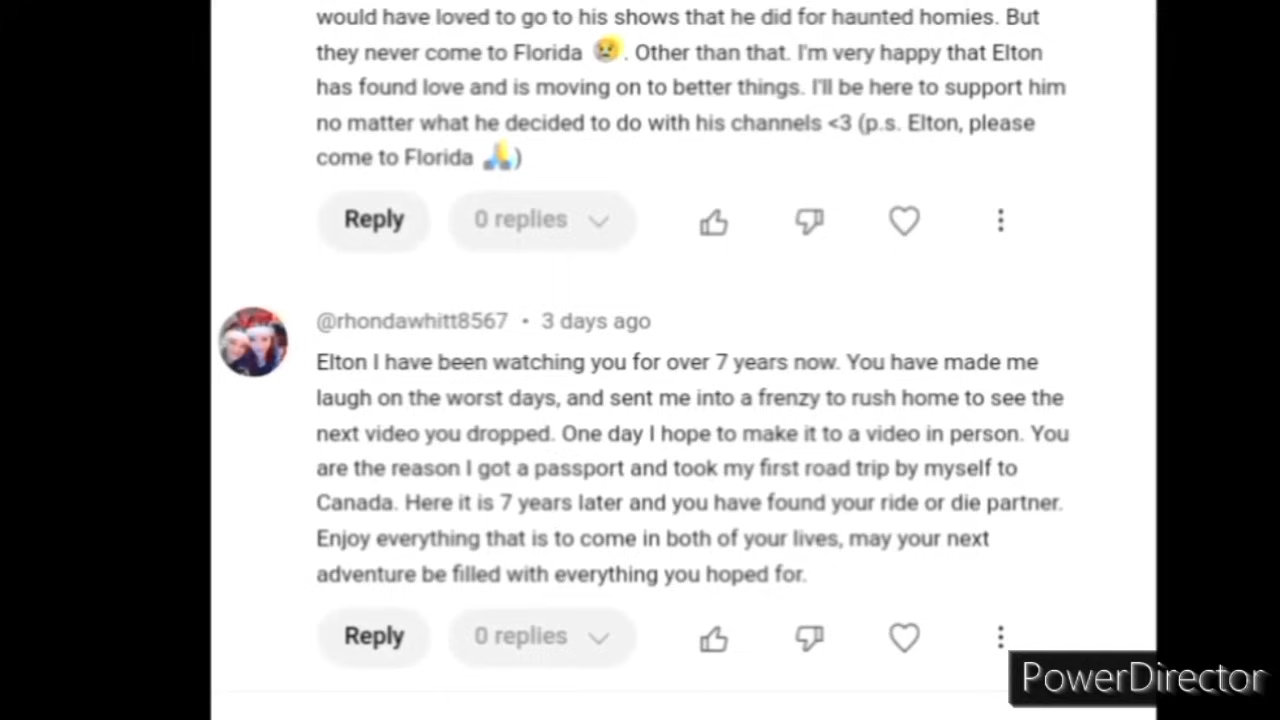 would have loved to go to his shows that he did for haunted homies. But
they never come to Florida 😢 . Other than that. I'm very happy that Elton
has found love and is moving on to better things. I'll be here to support him
no matter what he decided to do with his channels <3 (p.s. Elton, please
come to Florida 🙏)
Reply 0 replies
@rhondawhitt8567 • 3 days ago
Elton I have been watching you for over 7 years now. You have made me
laugh on the worst days, and sent me into a frenzy to rush home to see the
next video you dropped. One day I hope to make it to a video in person. You
are the reason I got a passport and took my first road trip by myself to
Canada. Here it is 7 years later and you have found your ride or die partner.
Enjoy everything that is to come in both of your lives, may your next
adventure be filled with everything you hoped for.
Reply 0 replies
PowerDirector